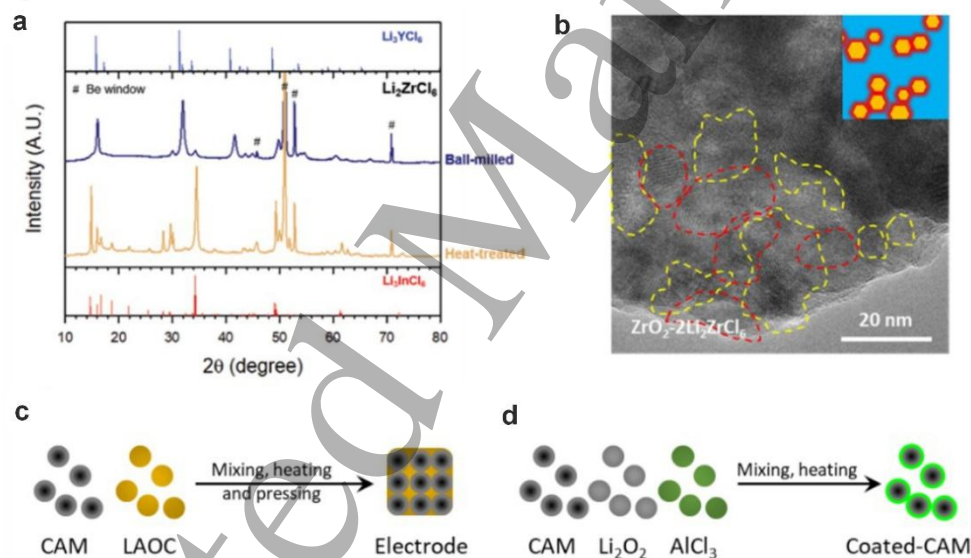 a
Li3YCl6
# Be window
Li2ZrCl6
#
#
#
#
Ball-milled
Heat-treated
Li3InCl6
Intensity (A.U.)
10 20 30 40 50 60 70 80
2θ (degree)
b
ZrO2-2Li2ZrCl6
20 nm
c
Mixing, heating
and pressing
CAM LAOC Electrode
d
Mixing, heating
CAM Li2O2 AlCl3 Coated-CAM